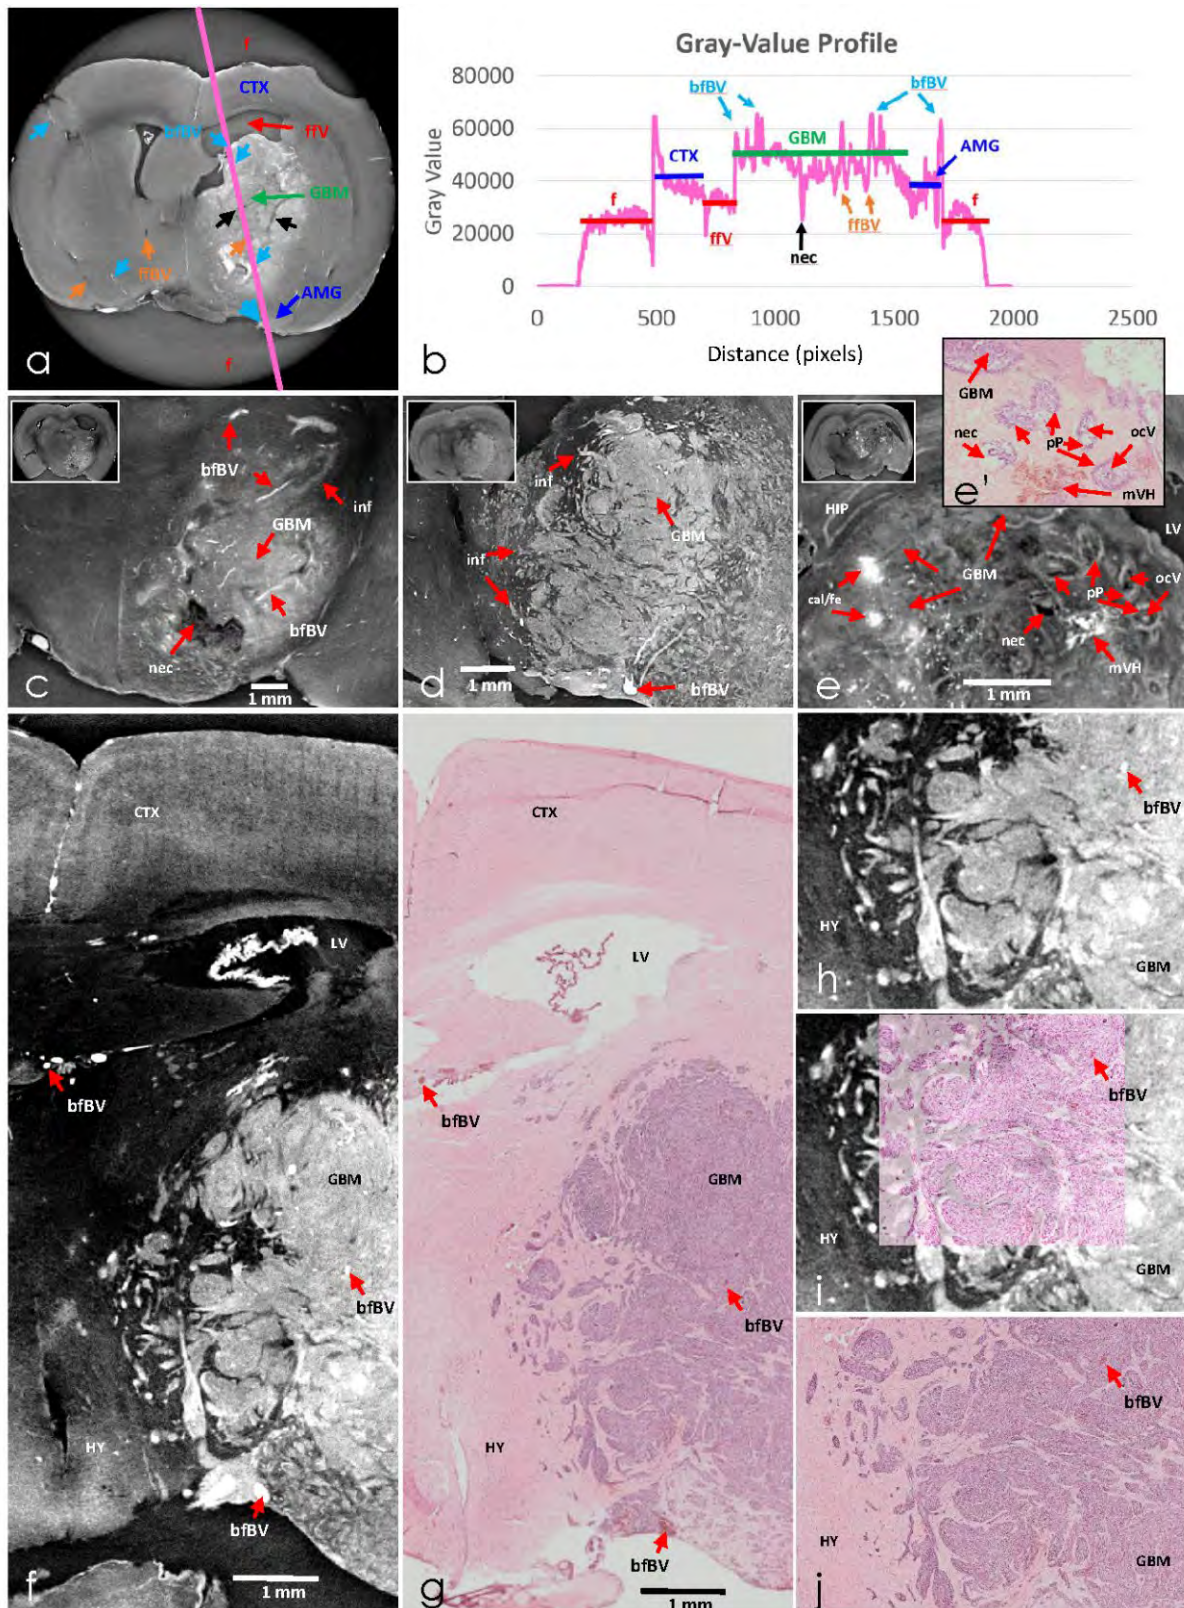 f
CTX
bfBV
ffV
GBM
ffBV
AMG
f
a
Gray-Value Profile
80000
60000
40000
20000
0
Gray Value
bfBV
bfBV
GBM
CTX
AMG
f
ffV
nec
ffBV
f
0 500 1000 1500 2000 2500
Distance (pixels)
b
bfBV
inf
GBM
bfBV
nec
c
1 mm
inf
GBM
inf
d
1 mm
bfBV
GBM
nec
pP
ocV
mVH
e'
HIP
LV
GBM
cal/fe
pP
ocV
nec
mVH
e
1 mm
CTX
LV
bfBV
GBM
bfBV
HY
bfBV
f
1 mm
CTX
LV
bfBV
GBM
bfBV
HY
bfBV
g
1 mm
bfBV
HY
h
GBM
bfBV
HY
i
GBM
bfBV
HY
j
GBM